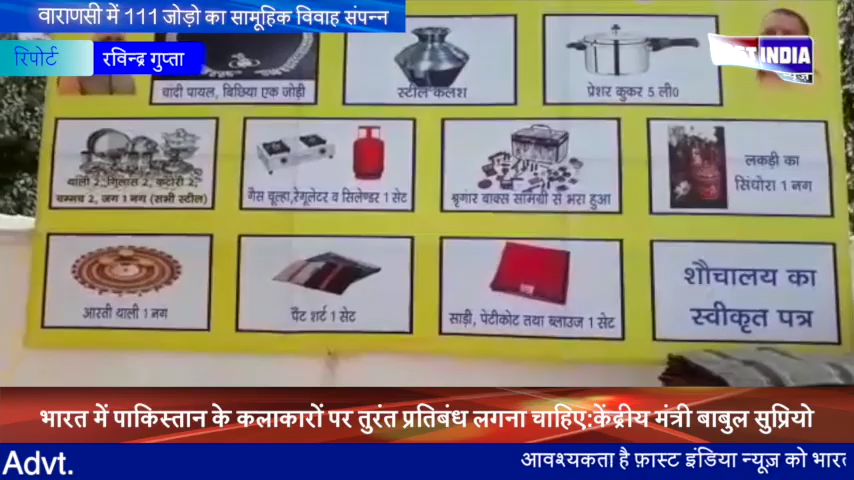 वाराणसी में 111 जोड़ो का सामूहिक विवाह संपन्न
रिपोर्ट रविन्द्र गुप्ता
INDIA
न्यूज़
चादी पायल, बिछिया एक जोड़ी
स्टील कलश
प्रेशर कुकर 5 ली0
थाली 2, गिलास 2, कटोरी 2,
चम्मच 2, जग 1 नग (सभी स्टील)
गैस चूल्हा,रेगूलेटर व सिलेण्डर 1 सेट
श्रृंगार बाक्स सामग्री से भरा हुआ
लकड़ी का
सिंधोरा 1 नग
आरती थाली 1 नग
पैंट शर्ट 1 सेट
साड़ी, पेटीकोट तथा ब्लाउज 1 सेट
शौचालय का
स्वीकृत पत्र
भारत में पाकिस्तान के कलाकारों पर तुरंत प्रतिबंध लगना चाहिए:केंद्रीय मंत्री बाबुल सुप्रियो
Advt. आवश्यकता है फ़ास्ट इंडिया न्यूज़ को भारत